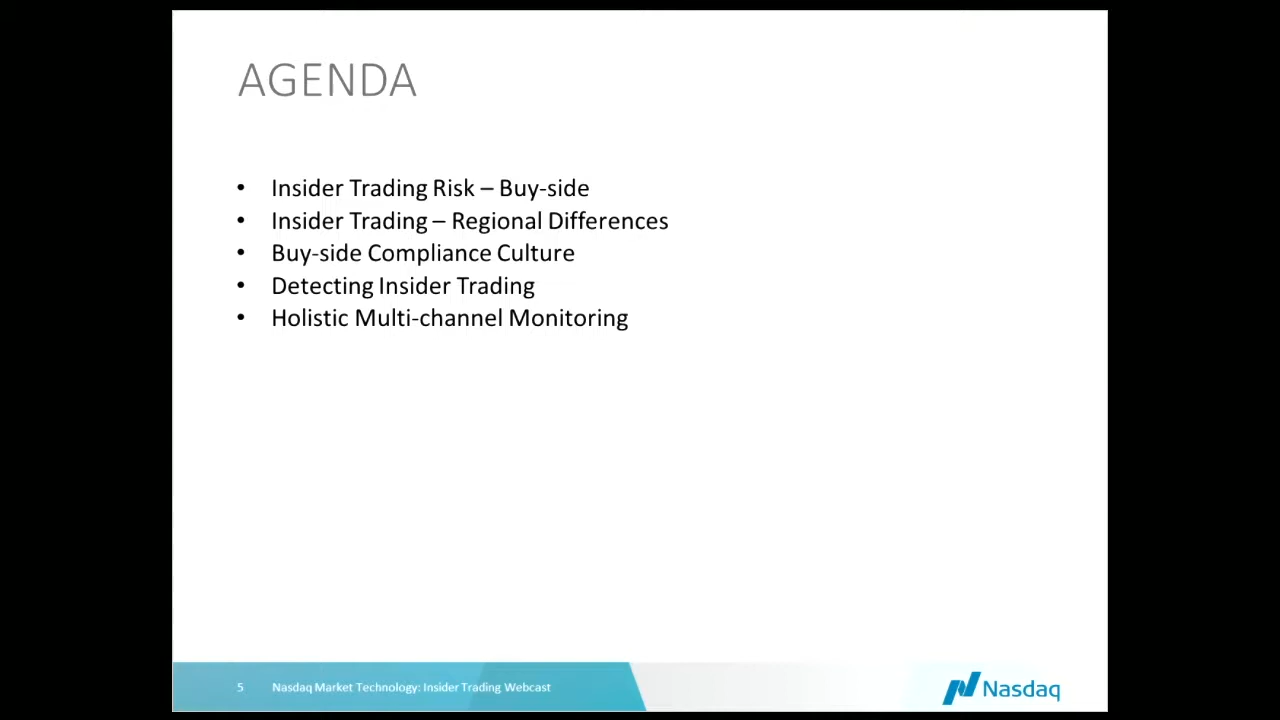 AGENDA
• Insider Trading Risk – Buy-side
• Insider Trading – Regional Differences
• Buy-side Compliance Culture
• Detecting Insider Trading
• Holistic Multi-channel Monitoring
5 Nasdaq Market Technology: Insider Trading Webcast
Nasdaq